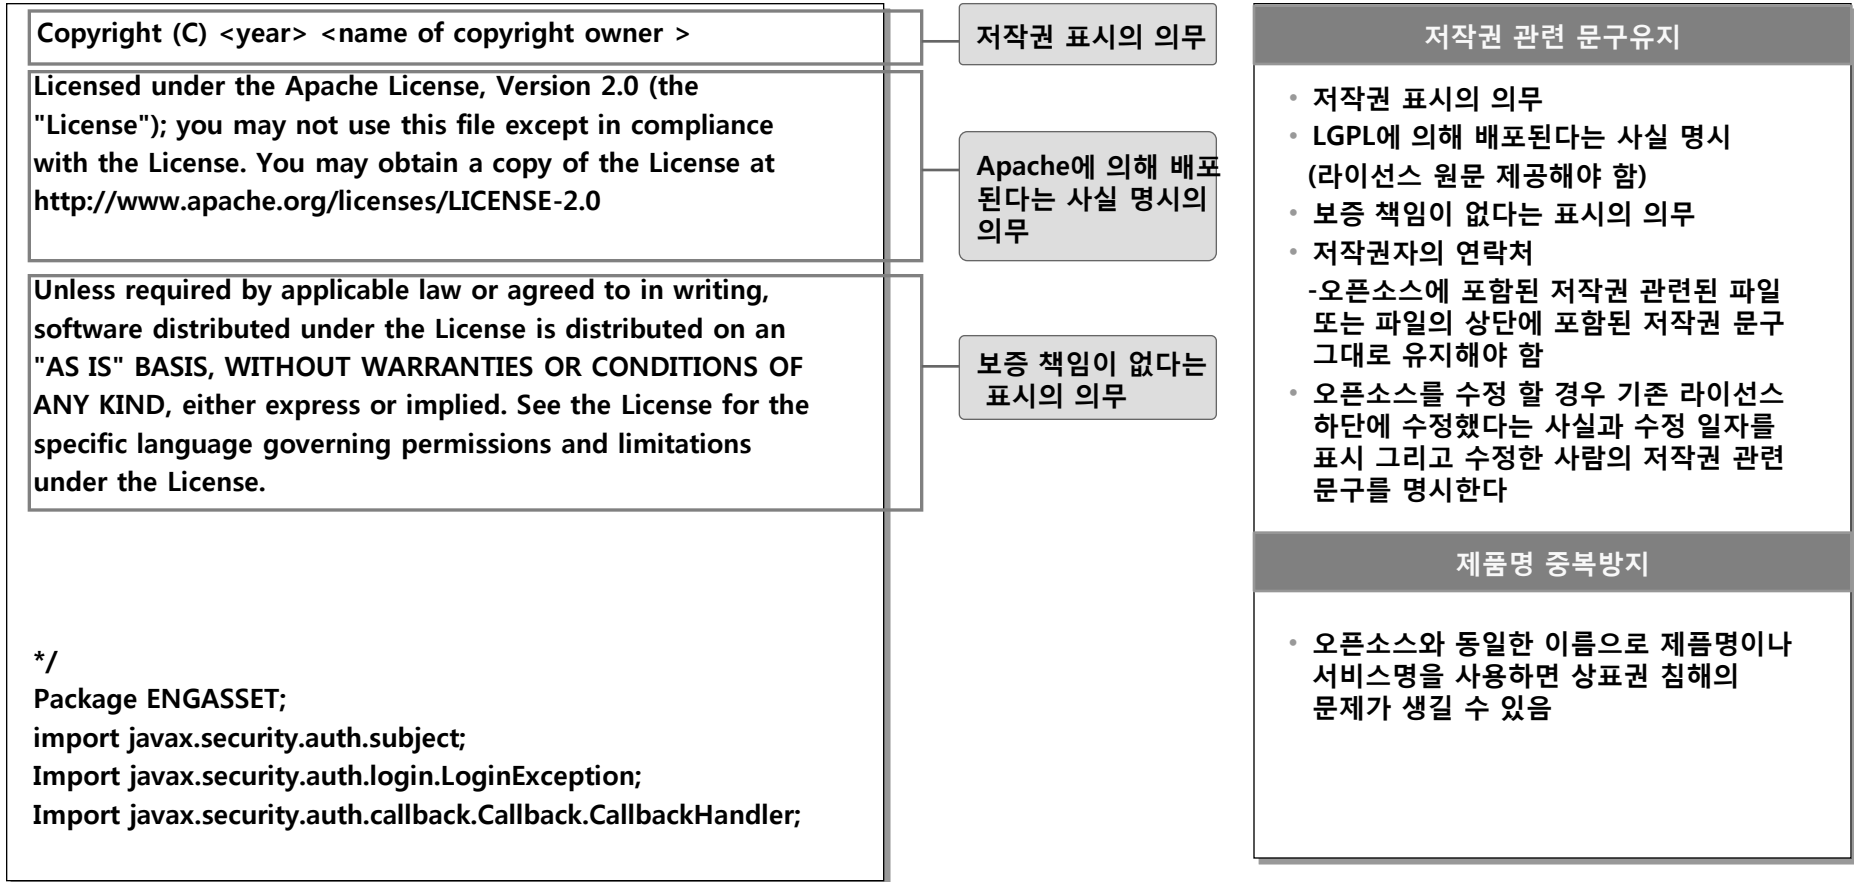 Copyright (C) <year> <name of copyright owner >
Licensed under the Apache License, Version 2.0 (the
"License"); you may not use this file except in compliance
with the License. You may obtain a copy of the License at
http://www.apache.org/licenses/LICENSE-2.0
Unless required by applicable law or agreed to in writing,
software distributed under the License is distributed on an
"AS IS" BASIS, WITHOUT WARRANTIES OR CONDITIONS OF
ANY KIND, either express or implied. See the License for the
specific language governing permissions and limitations
under the License.
*/
Package ENGASSET;
import javax.security.auth.subject;
Import javax.security.auth.login.LoginException;
Import javax.security.auth.callback.Callback.CallbackHandler;
저작권 표시의 의무
Apache에 의해 배포
된다는 사실 명시의
의무
보증 책임이 없다는
표시의 의무
저작권 관련 문구유지
• 저작권 표시의 의무
• LGPL에 의해 배포된다는 사실 명시
(라이선스 원문 제공해야 함)
• 보증 책임이 없다는 표시의 의무
• 저작권자의 연락처
-오픈소스에 포함된 저작권 관련된 파일
또는 파일의 상단에 포함된 저작권 문구
그대로 유지해야 함
• 오픈소스를 수정 할 경우 기존 라이선스
하단에 수정했다는 사실과 수정 일자를
표시 그리고 수정한 사람의 저작권 관련
문구를 명시한다
제품명 중복방지
• 오픈소스와 동일한 이름으로 제픔명이나
서비스명을 사용하면 상표권 침해의
문제가 생길 수 있음